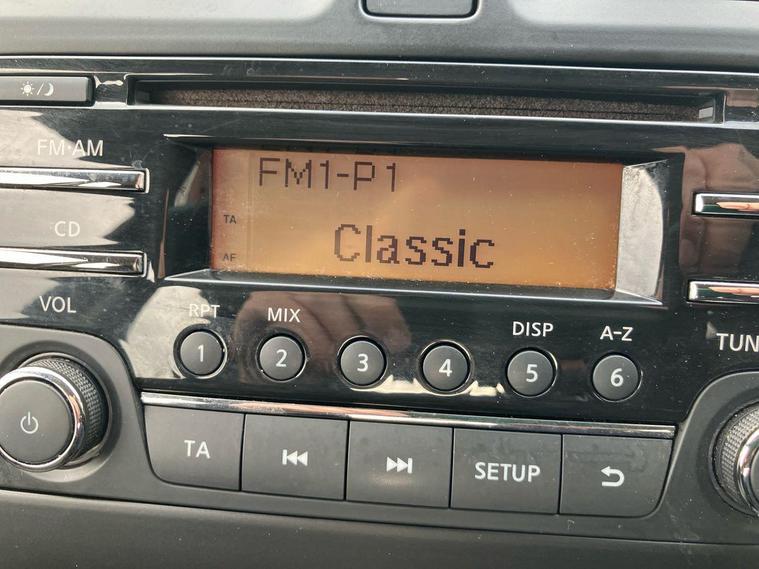 FM·AM
FM1-P1
TA
CD
Classic
AF
VOL
RPT
MIX
DISP
A-Z
TUN
1
2
3
4
5
6
TA
SETUP